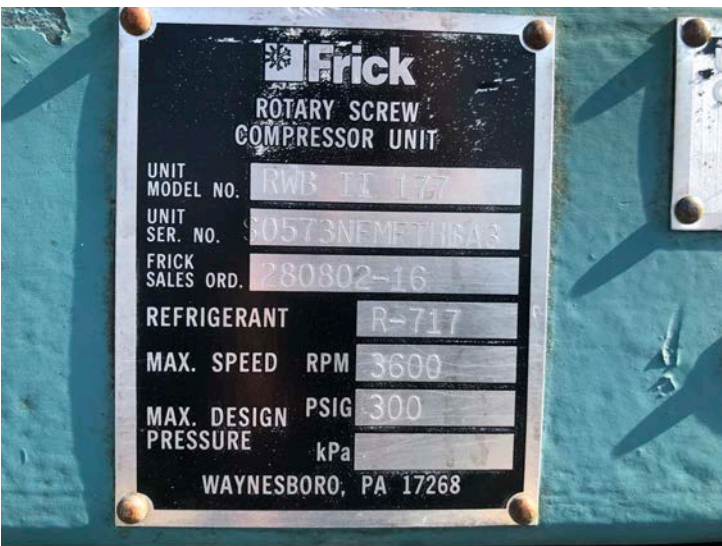 Frick
ROTARY SCREW
COMPRESSOR UNIT
UNIT
MODEL NO. RWB II 177
UNIT
SER. NO. S0573NFMFTHBA3
FRICK
SALES ORD. 280802-16
REFRIGERANT R-717
MAX. SPEED RPM 3600
MAX. DESIGN PRESSURE PSIG 300
kPa
WAYNESBORO, PA 17268